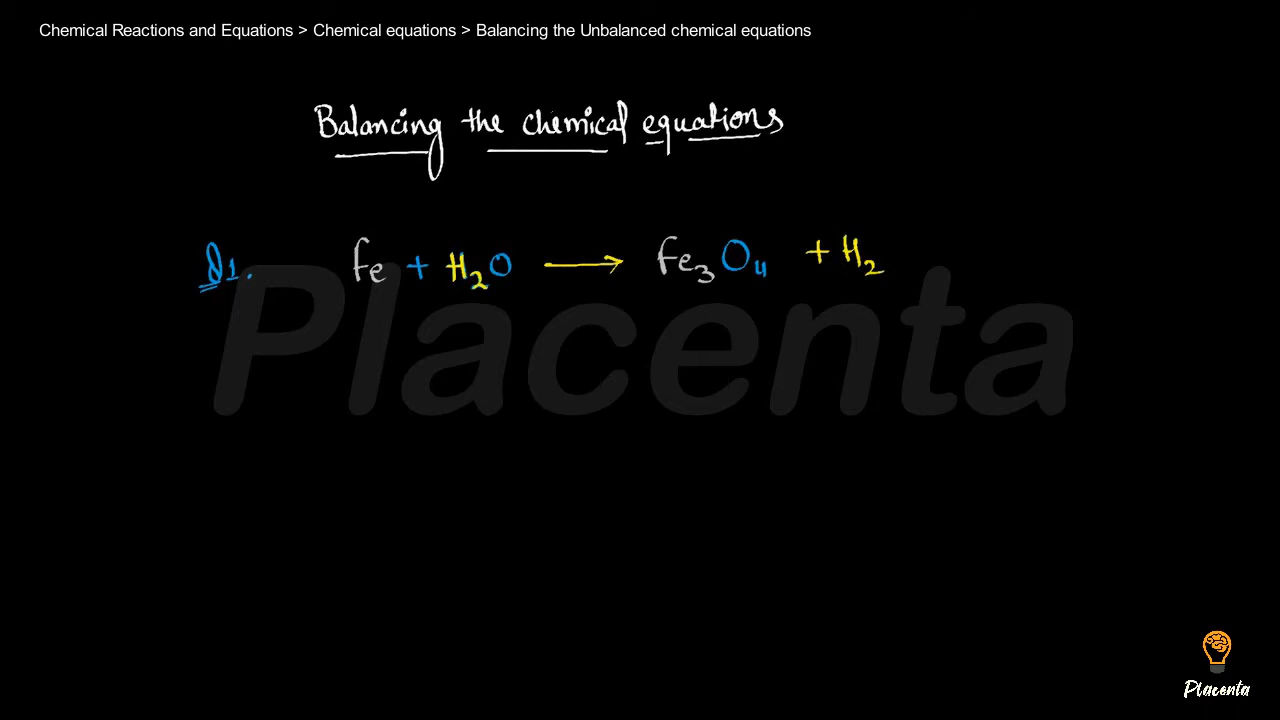 Chemical Reactions and Equations > Chemical equations > Balancing the Unbalanced chemical equations
Balancing the chemical equations
Q1. Fe + H₂O ⟶ Fe₃O₄ + H₂
Placenta
Placenta